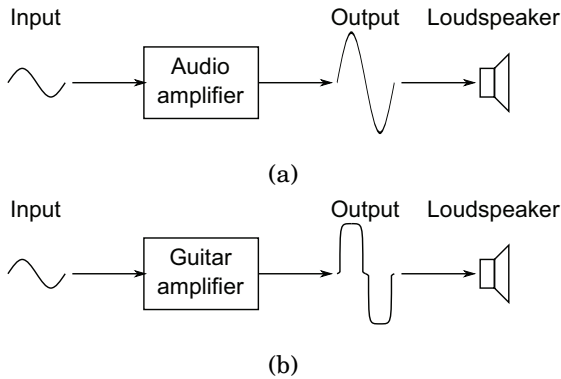 Input
Output
Loudspeaker
Audio
amplifier
(a)
Input
Output
Loudspeaker
Guitar
amplifier
(b)